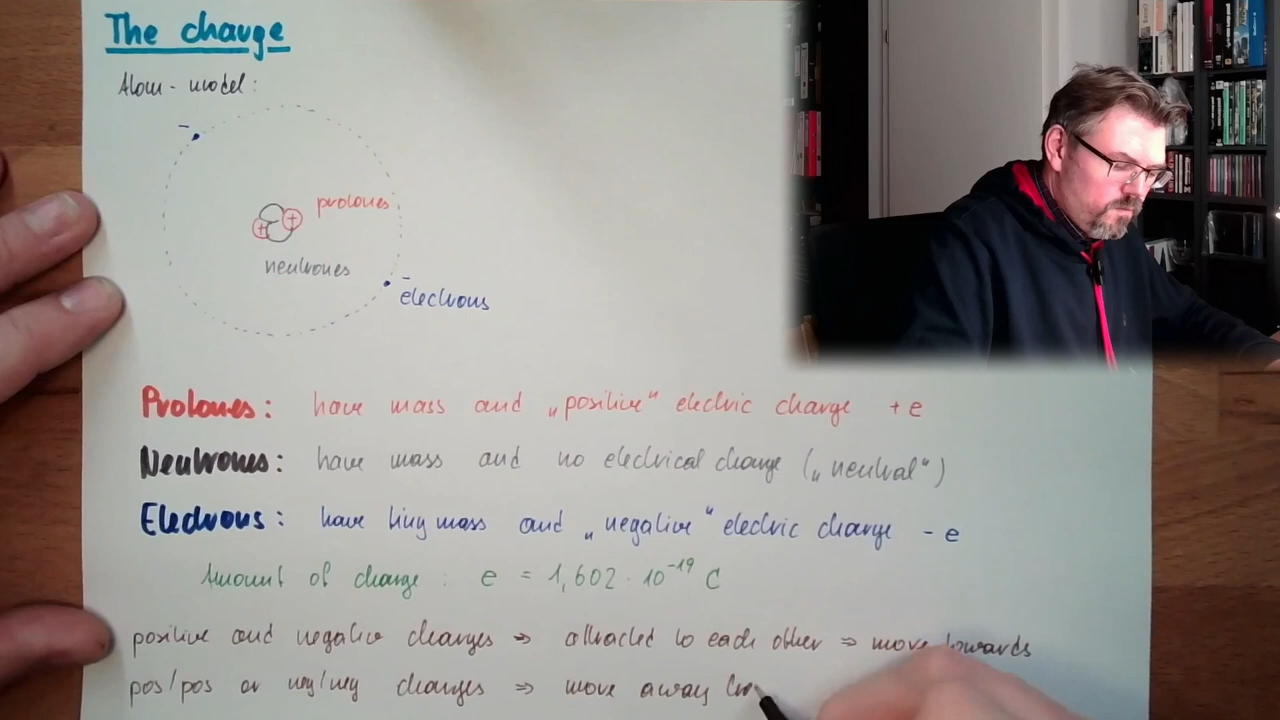 The charge
Atom - model :
-
+ + protones
neutrones
-
electrons
Protones : have mass and „positive“ electric charge + e
Neutrones : have mass and no electrical charge („neutral“)
Electrons : have tiny mass and „negative“ electric charge - e
Amount of charge : e = 1,602 · 10⁻¹⁹ C
positive and negative charges ⇒ attracted to each other ⇒ move towards
pos/pos or neg/neg charges ⇒ move away